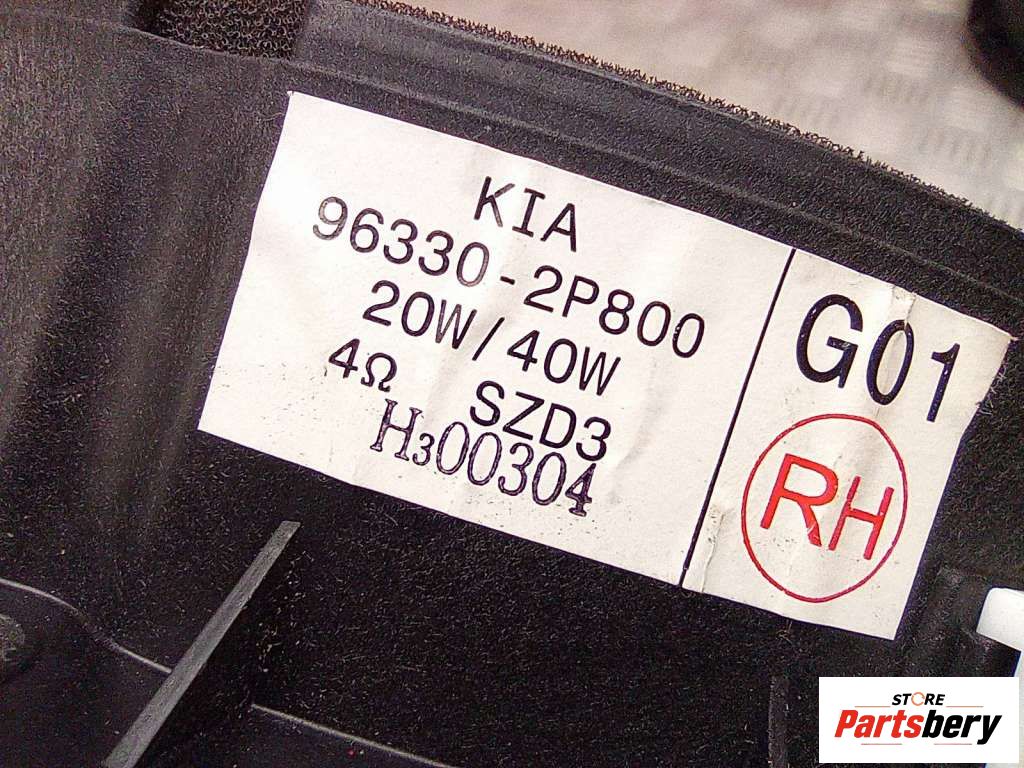 KIA
96330-2P800
20W/40W
4Ω SZD3
H300304
G01
RH
STORE
Partsbery